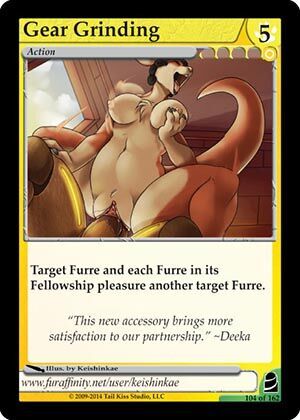 Gear Grinding
5
Action
Target Furre and each Furre in its
Fellowship pleasure another target Furre.
“This new accessory brings more
satisfaction to our partnership.” ~Deeka
Illus. by Keishinkae
www.furaffinity.net/user/keishinkae
104 of 162
© 2009-2014 Tail Kiss Studio, LLC